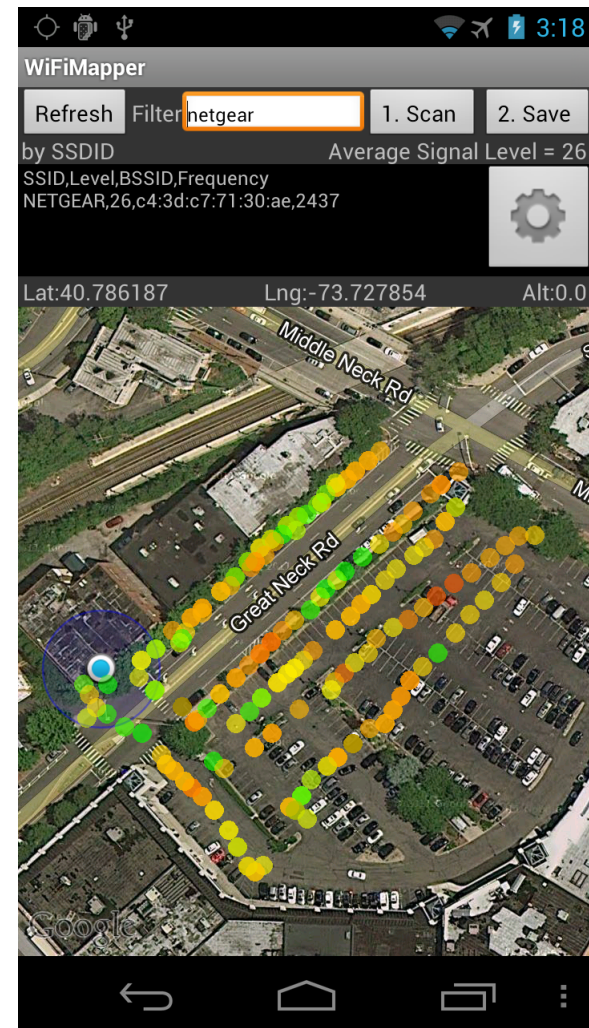 3:18
WiFiMapper
Refresh Filter netgear 1. Scan 2. Save
by SSDID Average Signal Level = 26
SSID,Level,BSSID,Frequency
NETGEAR,26,c4:3d:c7:71:30:ae,2437
Lat:40.786187 Lng:-73.727854 Alt:0.0
Middle Neck Rd
Great Neck Rd
Google